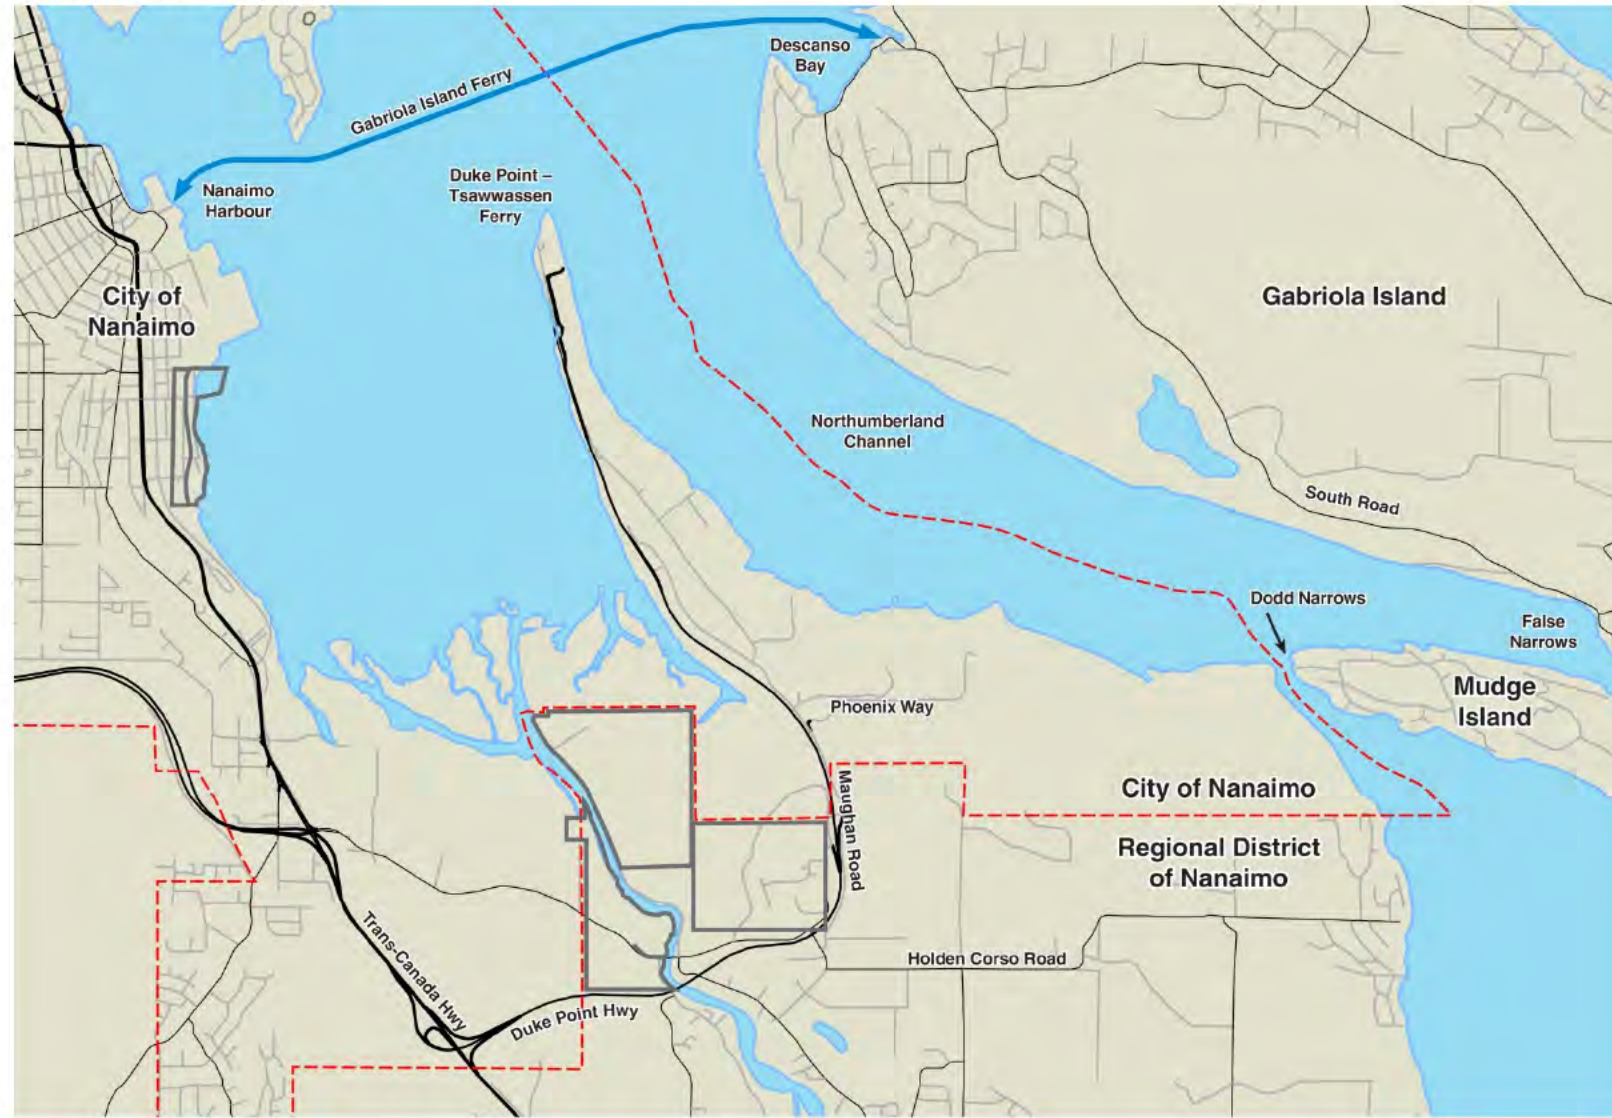 Descanso
Bay
Gabriola Island Ferry
Nanaimo
Harbour
Duke Point –
Tsawwassen
Ferry
City of
Nanaimo
Gabriola Island
Northumberland
Channel
South Road
Dodd Narrows
False
Narrows
Mudge
Island
Phoenix Way
Maughan Road
City of Nanaimo
Regional District
of Nanaimo
Trans-Canada Hwy
Holden Corso Road
Duke Point Hwy